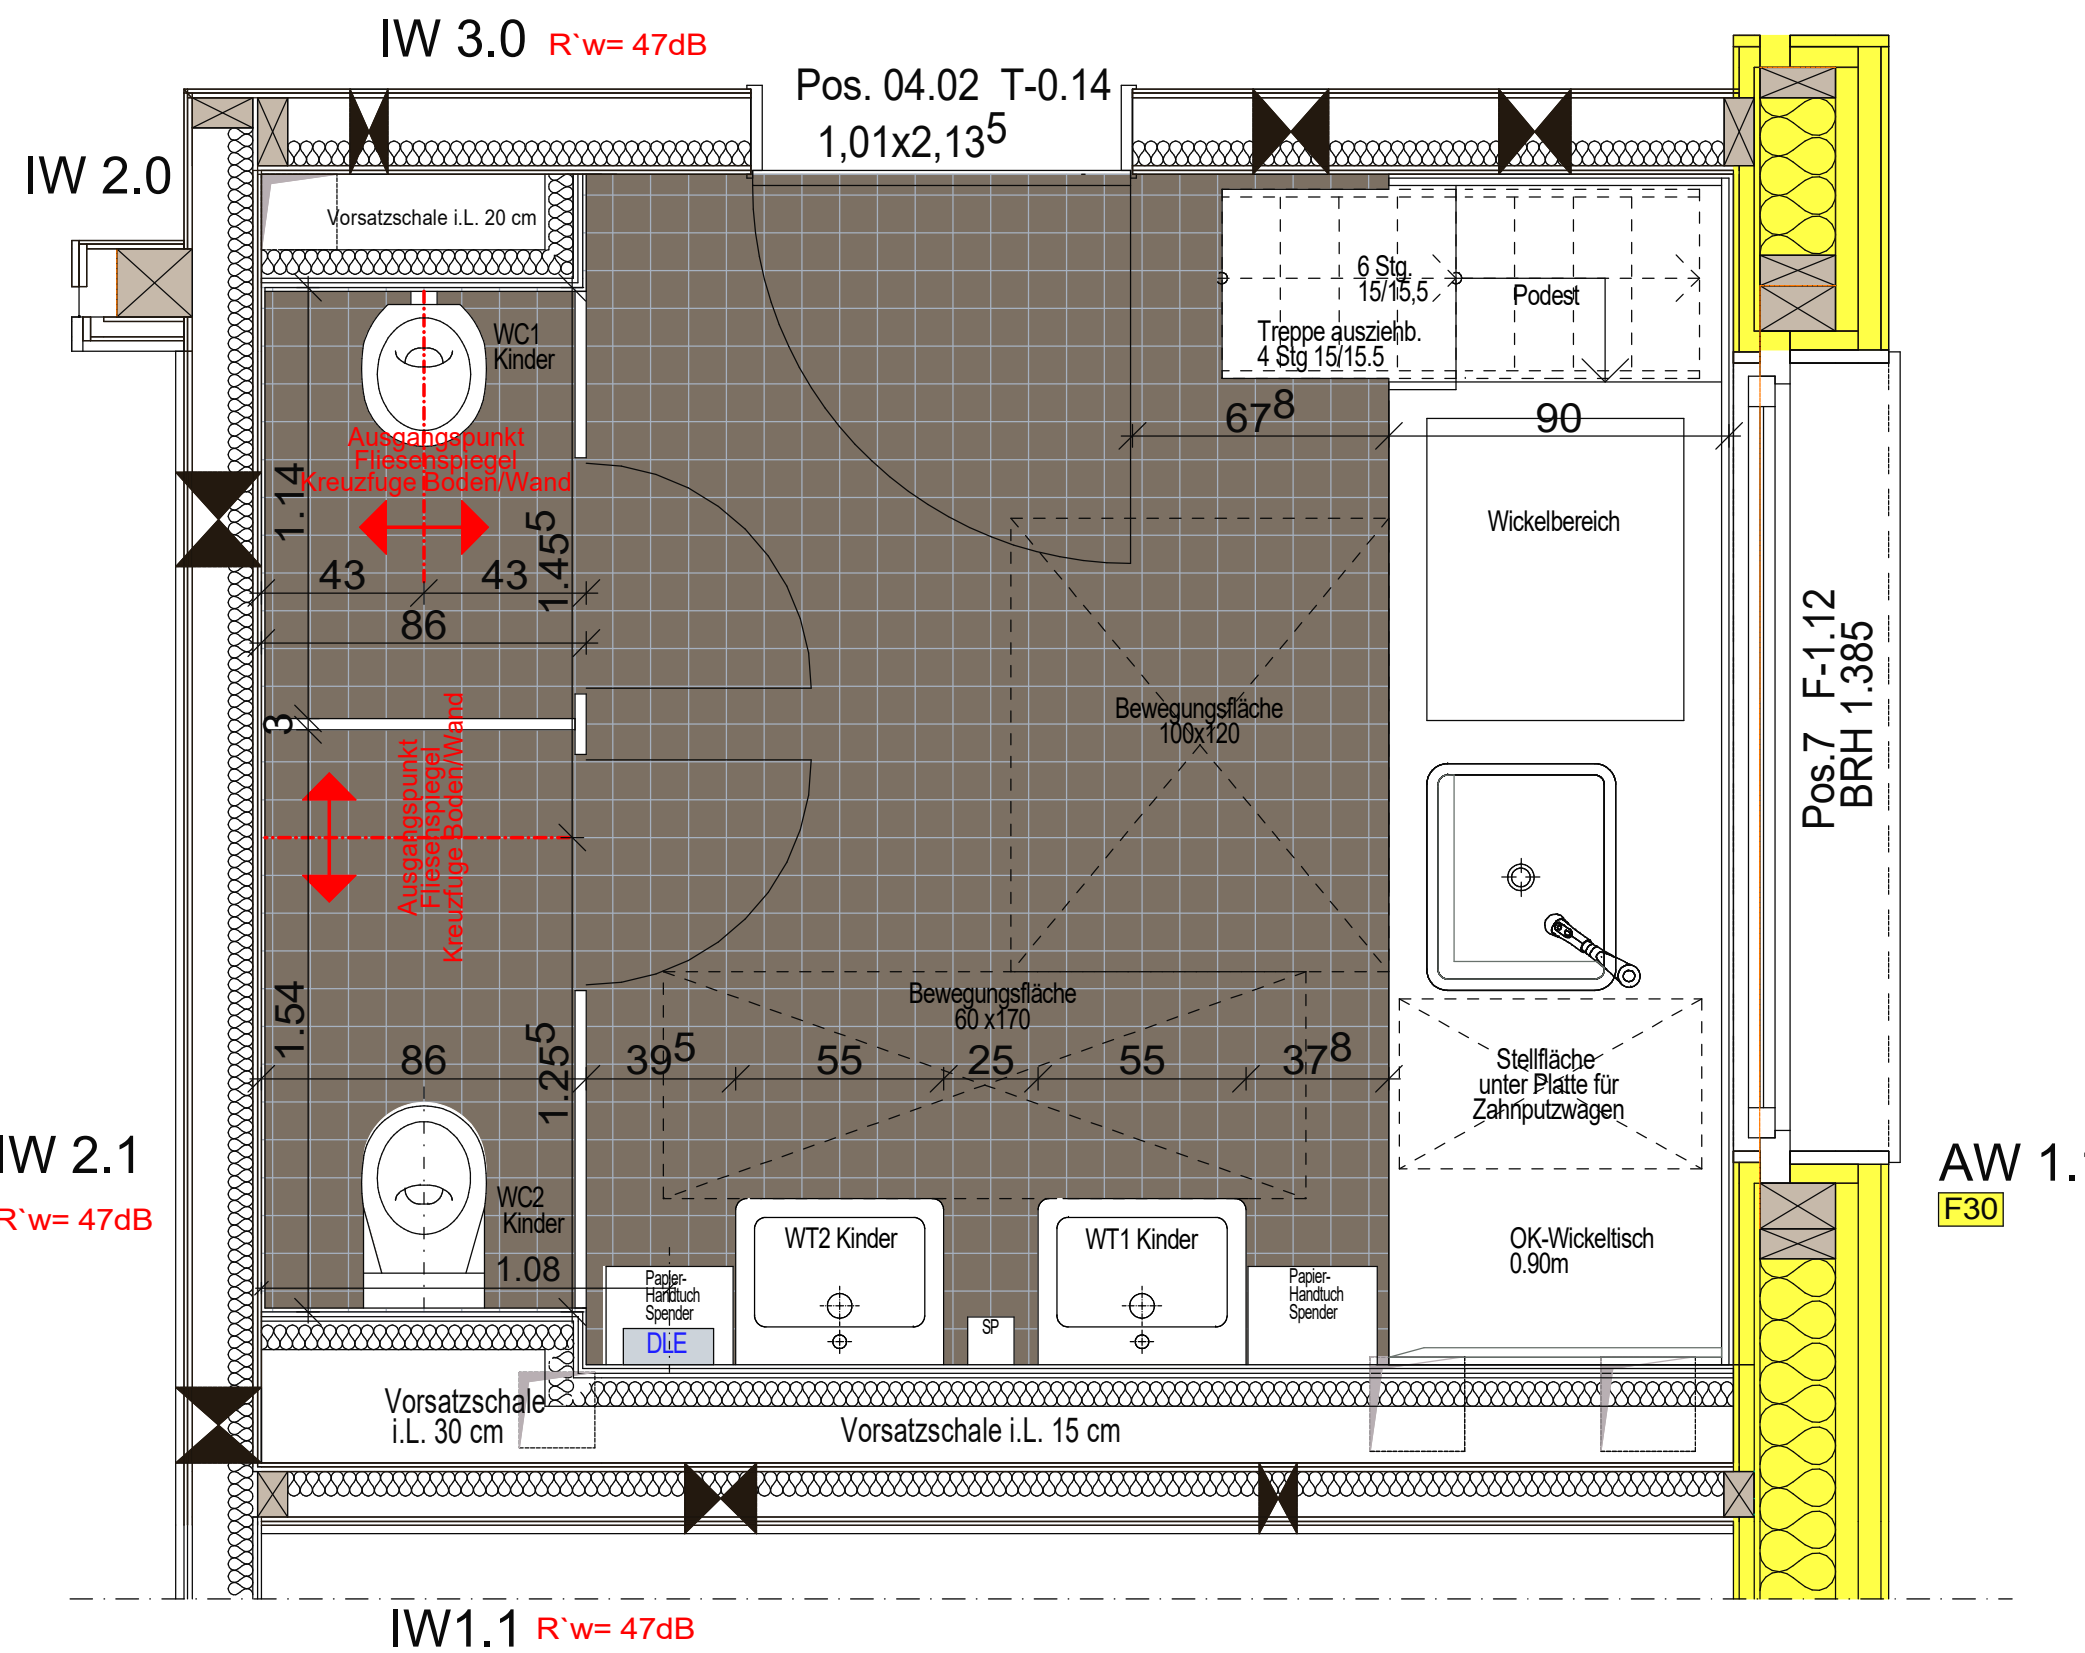 IW 3.0 R`w= 47dB
Pos. 04.02 T-0.14
1,01x2,13⁵
IW 2.0
Vorsatzschale i.L. 20 cm
WC1
Kinder
Ausgangspunkt
Fliesenspiegel
Kreuzfuge Boden/Wand
1.14
43
43
1.45⁵
86
3
Ausgangspunkt
Fliesenspiegel
Kreuzfuge Boden/Wand
1.54
86
1.25⁵
WC2
Kinder
1.08
6 Stg.
15/15,5
Podest
Treppe ausziehb.
4 Stg 15/15.5
67⁸
90
Wickelbereich
Bewegungsfläche
100x120
Pos.7 F-1.12
BRH 1.385
Bewegungsfläche
60 x170
39⁵
55
25
55
37⁸
Stellfläche
unter Platte für
Zahnputzwagen
IW 2.1
R`w= 47dB
AW 1.
F30
OK-Wickeltisch
0.90m
Papier-
Handtuch
Spender
DLE
WT2 Kinder
SP
WT1 Kinder
Papier-
Handtuch
Spender
Vorsatzschale
i.L. 30 cm
Vorsatzschale i.L. 15 cm
IW1.1 R`w= 47dB